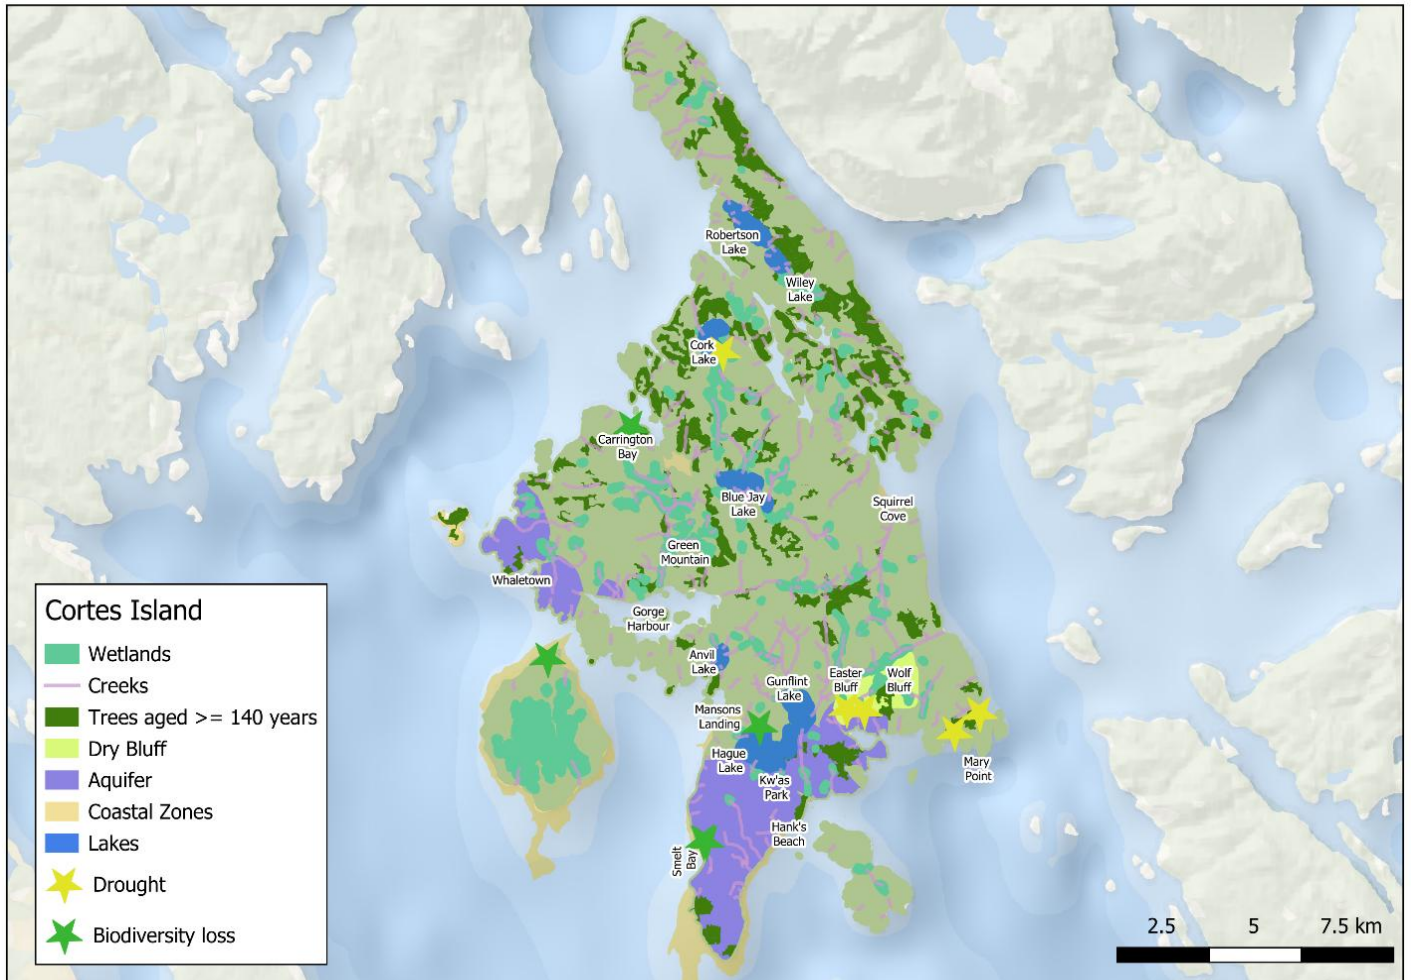 Robertson
Lake
Wiley
Lake
Cork
Lake
Carrington
Bay
Blue Jay
Lake
Squirrel
Cove
Green
Mountain
Whaletown
Gorge
Harbour
Anvil
Lake
Gunflint
Lake
Easter
Bluff
Wolf
Bluff
Mansons
Landing
Hague
Lake
Kw'as
Park
Mary
Point
Hank's
Beach
Smelt
Bay
Cortes Island
Wetlands
Creeks
Trees aged >= 140 years
Dry Bluff
Aquifer
Coastal Zones
Lakes
Drought
Biodiversity loss
2.5 5 7.5 km